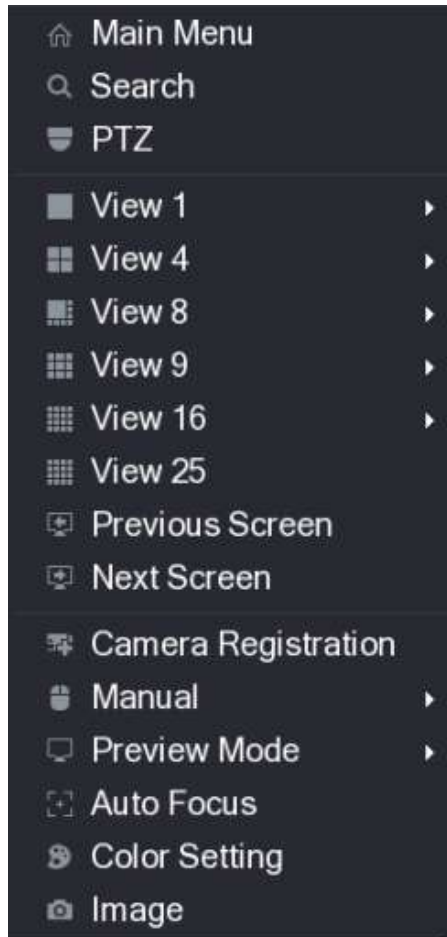 Main Menu
Search
PTZ
View 1
View 4
View 8
View 9
View 16
View 25
Previous Screen
Next Screen
Camera Registration
Manual
Preview Mode
Auto Focus
Color Setting
Image